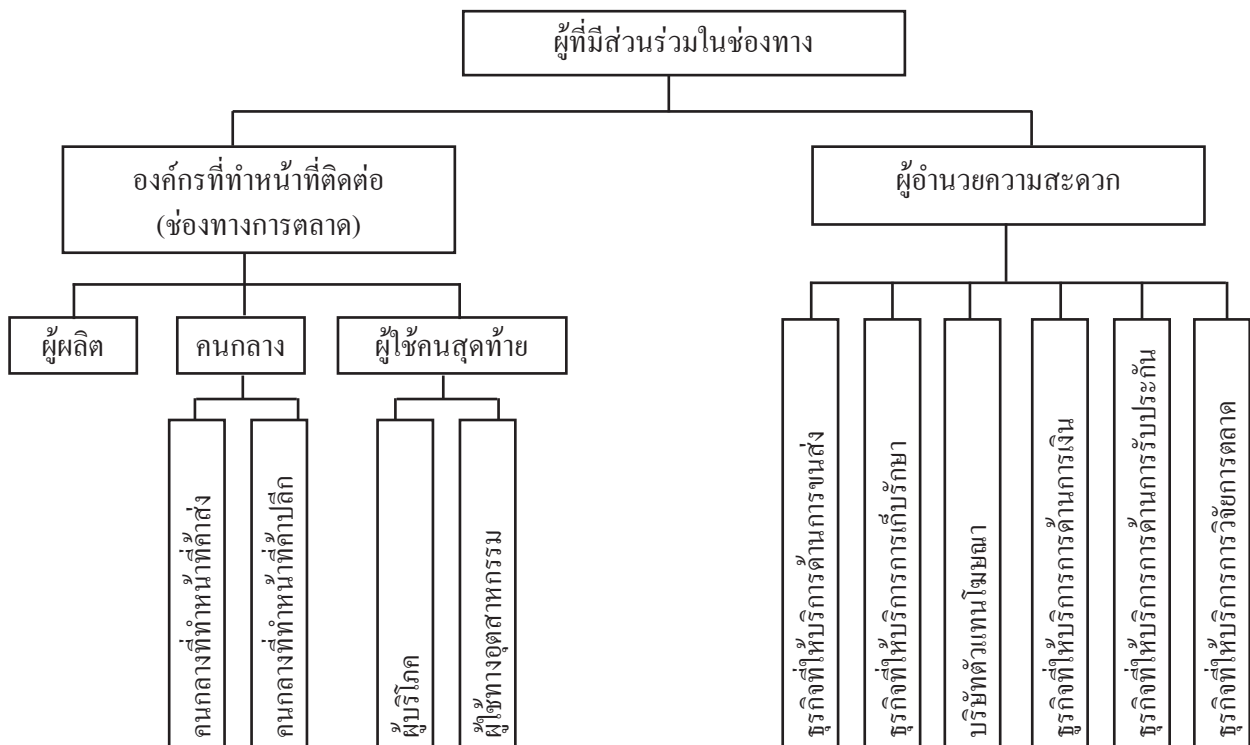 ผู้ที่มีส่วนร่วมในช่องทาง
องค์กรที่ทำหน้าที่ติดต่อ
(ช่องทางการตลาด)
ผู้อำนวยความสะดวก
ผู้ผลิต
คนกลาง
ผู้ใช้คนสุดท้าย
คนกลางที่ทำหน้าที่ค้าส่ง
คนกลางที่ทำหน้าที่ค้าปลีก
ผู้บริโภค
ผู้ใช้ทางอุตสาหกรรม
ธุรกิจที่ให้บริการด้านการขนส่ง
ธุรกิจที่ให้บริการการเก็บรักษา
บริษัทตัวแทนโฆษณา
ธุรกิจที่ให้บริการการด้านการเงิน
ธุรกิจที่ให้บริการการด้านการรับประกัน
ธุรกิจที่ให้บริการการวิจัยการตลาด